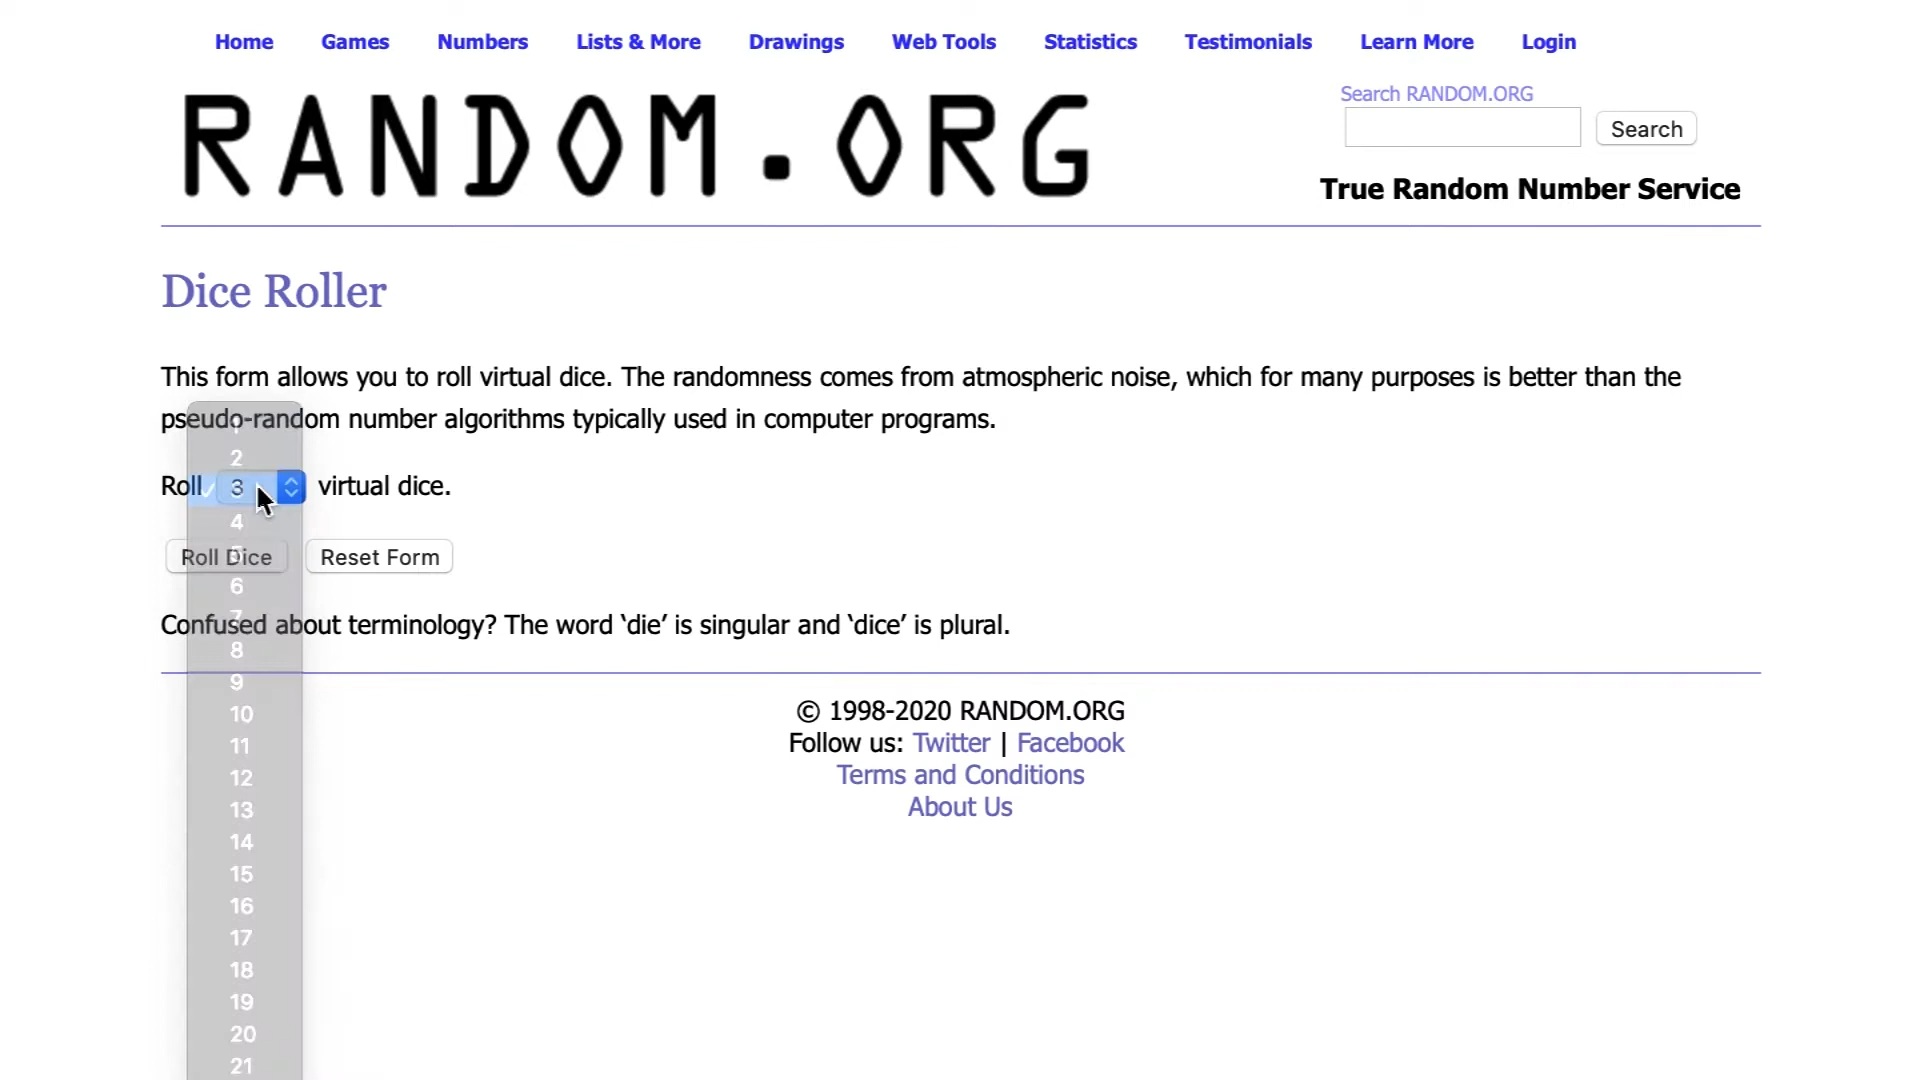 Home Games Numbers Lists & More Drawings Web Tools Statistics Testimonials Learn More Login
RANDOM.ORG
Search RANDOM.ORG
Search
True Random Number Service
Dice Roller
This form allows you to roll virtual dice. The randomness comes from atmospheric noise, which for many purposes is better than the
pseudo-random number algorithms typically used in computer programs.
1
2
Roll 3 virtual dice.
4
Roll Dice Reset Form
5
6
7
Confused about terminology? The word ‘die’ is singular and ‘dice’ is plural.
8
9
10
11
12
13
14
15
16
17
18
19
20
21
© 1998-2020 RANDOM.ORG
Follow us: Twitter | Facebook
Terms and Conditions
About Us